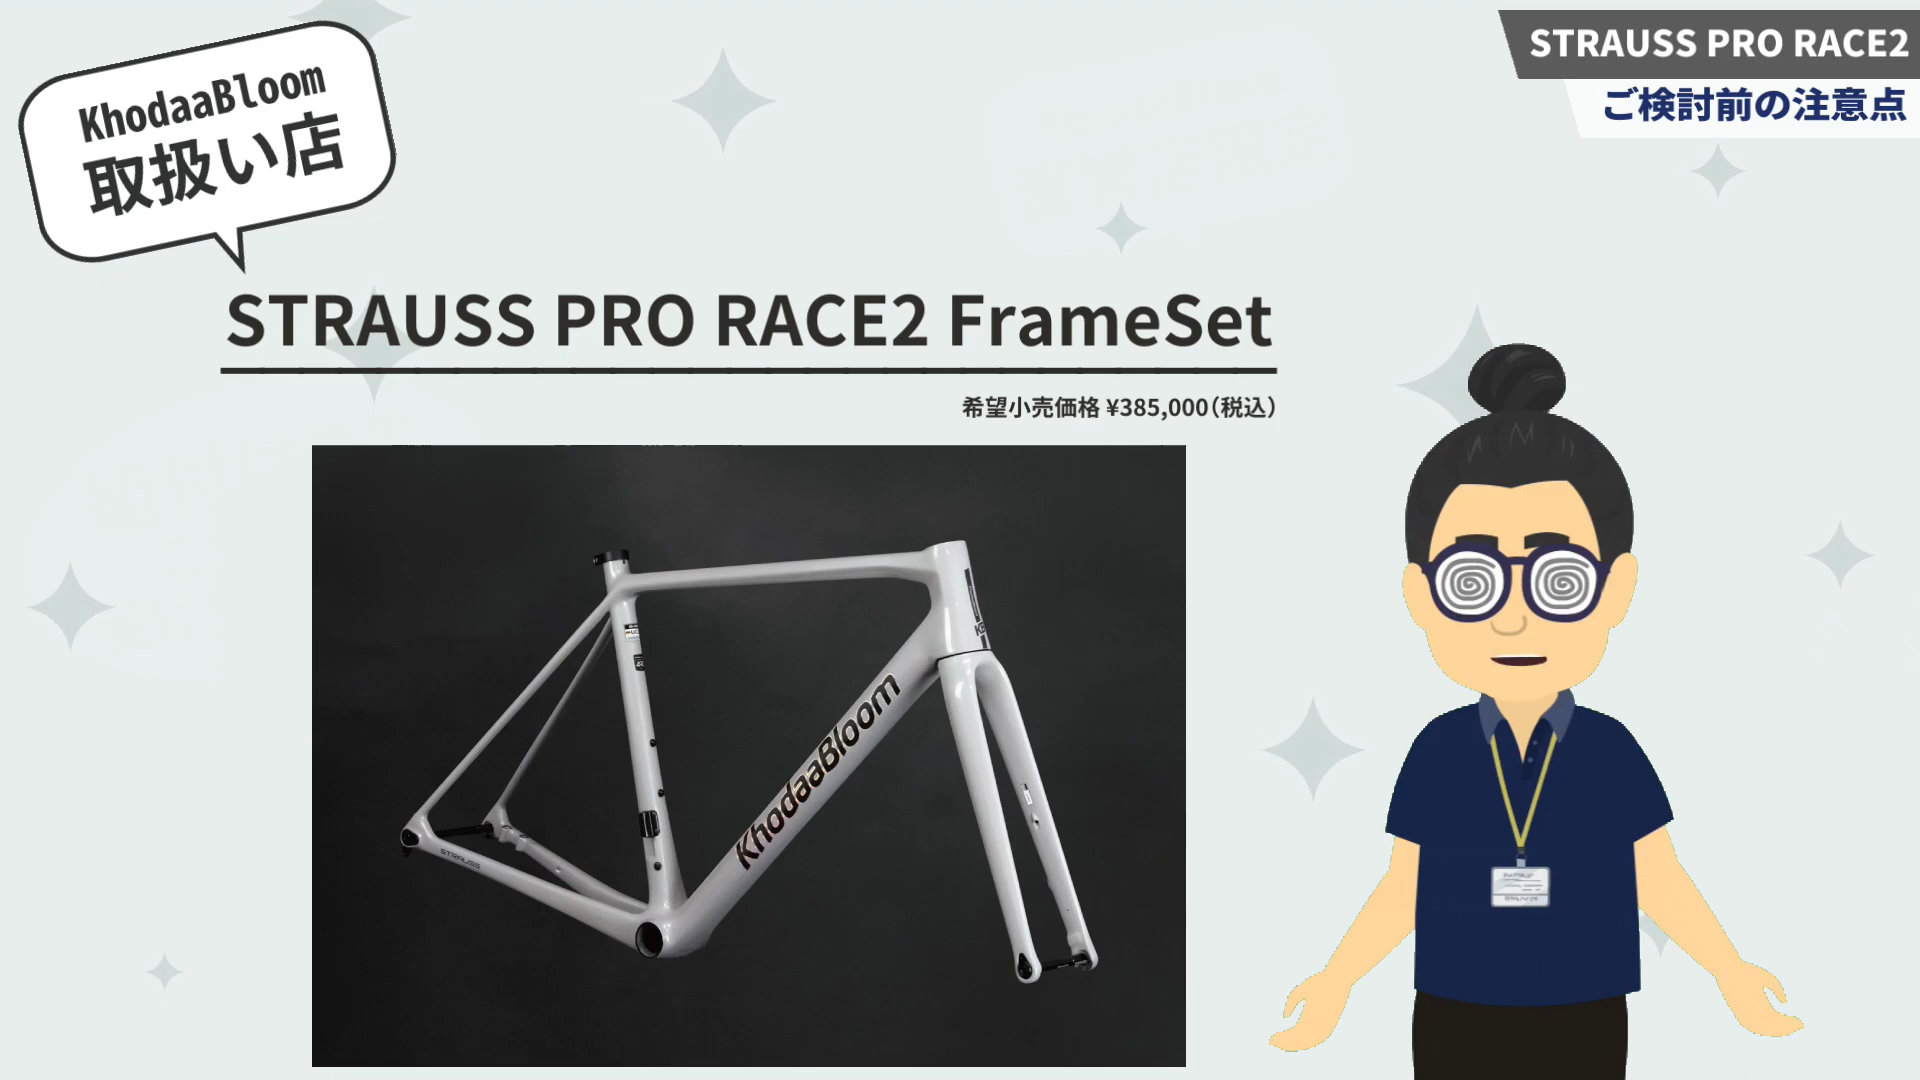 KhodaaBloom
取扱い店
STRAUSS PRO RACE2
ご検討前の注意点
STRAUSS PRO RACE2 FrameSet
希望小売価格 ¥385,000(税込)
KhodaaBloom
STRAUSS